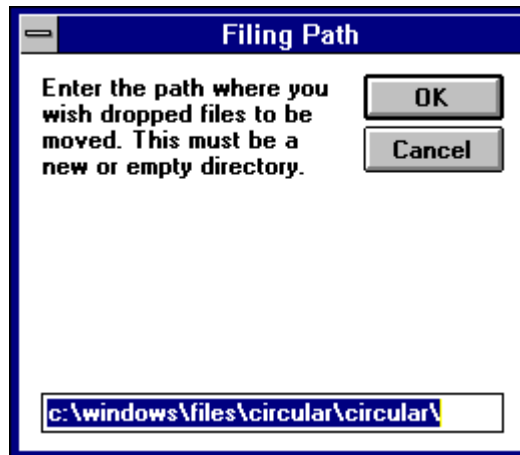 Filing Path
Enter the path where you
wish dropped files to be
moved. This must be a
new or empty directory.
OK
Cancel
c:\windows\files\circular\circular\